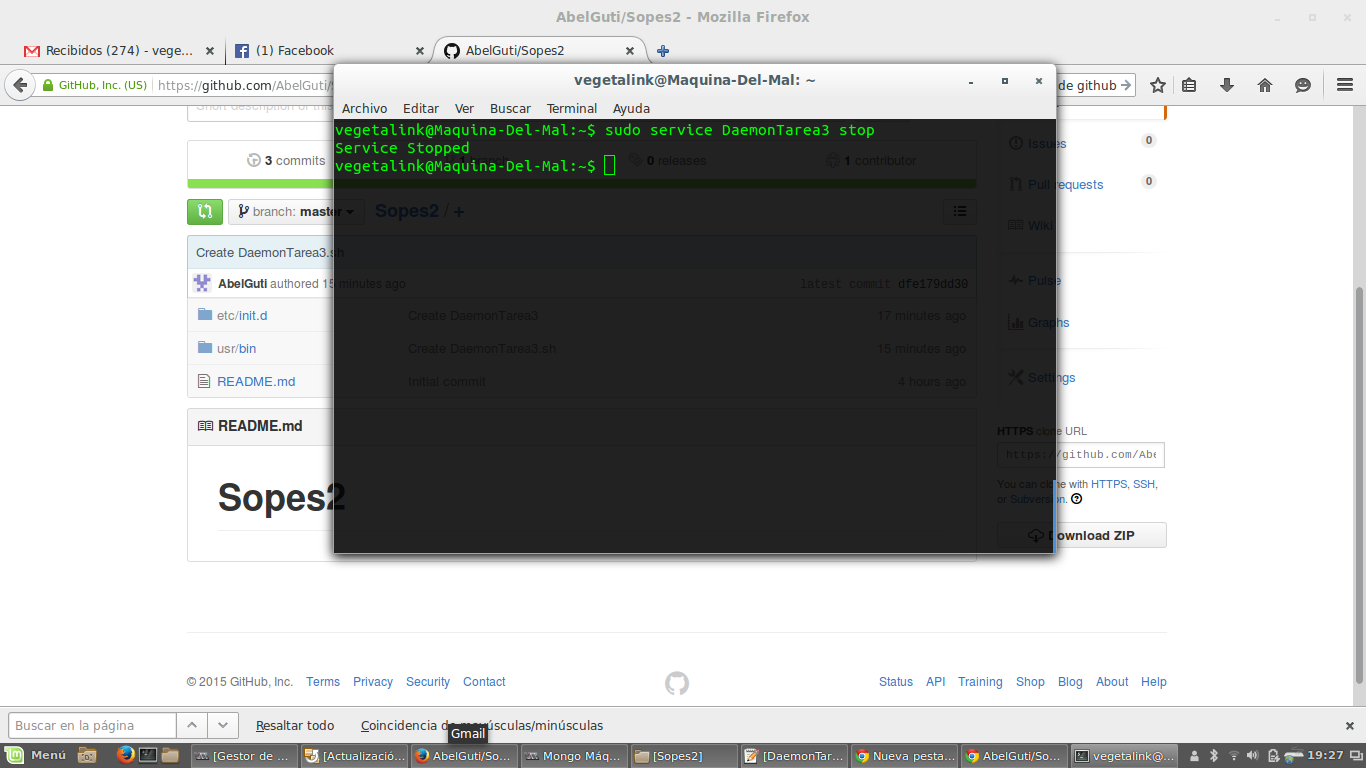 AbelGuti/Sopes2 - Mozilla Firefox
Recibidos (274) - vege...
(1) Facebook
AbelGuti/Sopes2
GitHub, Inc. (US)
https://github.com/AbelGuti/
de github
vegetalink@Maquina-Del-Mal: ~
Archivo Editar Ver Buscar Terminal Ayuda
vegetalink@Maquina-Del-Mal:~$ sudo service DaemonTarea3 stop
Service Stopped
vegetalink@Maquina-Del-Mal:~$
3 commits
0 releases
1 contributor
branch: master
Sopes2 / +
Create DaemonTarea3.sh
AbelGuti authored 15 minutes ago
latest commit dfe179dd30
etc/init.d Create DaemonTarea3 17 minutes ago
usr/bin Create DaemonTarea3.sh 15 minutes ago
README.md Initial commit 4 hours ago
README.md
Sopes2
Issues 0
Pull requests 0
Wiki
Pulse
Graphs
Settings
HTTPS clone URL
https://github.com/Abe
You can clone with HTTPS, SSH,
or Subversion.
Download ZIP
© 2015 GitHub, Inc. Terms Privacy Security Contact
Status API Training Shop Blog About Help
Buscar en la página
Resaltar todo
Coincidencia de mayúsculas/minúsculas
Gmail
Menú
[Gestor de ...
[Actualizació...
AbelGuti/So...
Mongo Máq...
[Sopes2]
[DaemonTar...
Nueva pesta...
AbelGuti/So...
vegetalink@...
19:27